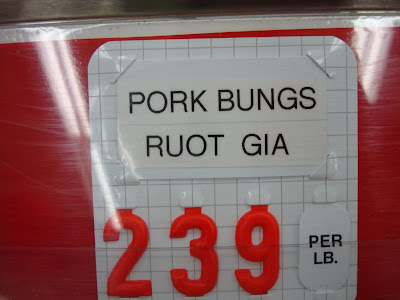 PORK BUNGS
RUOT GIA
239
PER
LB.